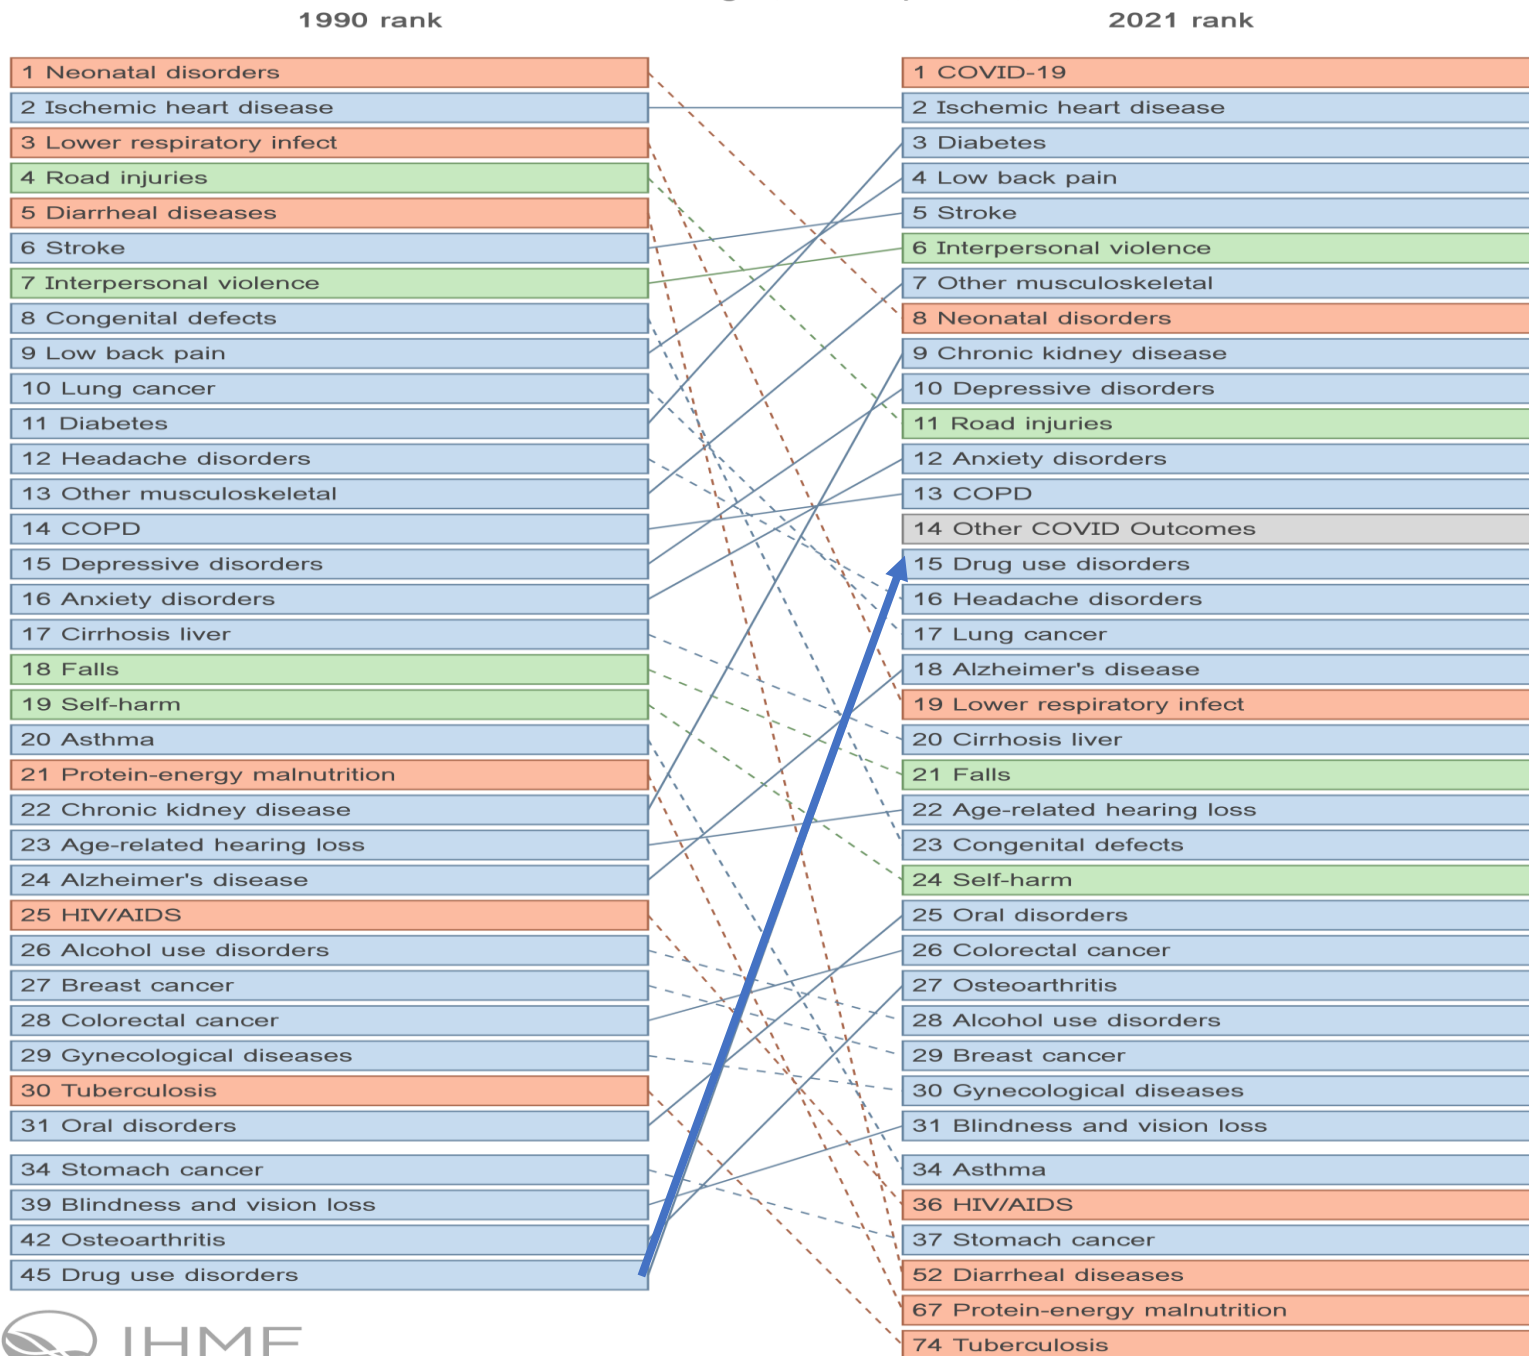 1990 rank
2021 rank
1 Neonatal disorders
2 Ischemic heart disease
3 Lower respiratory infect
4 Road injuries
5 Diarrheal diseases
6 Stroke
7 Interpersonal violence
8 Congenital defects
9 Low back pain
10 Lung cancer
11 Diabetes
12 Headache disorders
13 Other musculoskeletal
14 COPD
15 Depressive disorders
16 Anxiety disorders
17 Cirrhosis liver
18 Falls
19 Self-harm
20 Asthma
21 Protein-energy malnutrition
22 Chronic kidney disease
23 Age-related hearing loss
24 Alzheimer's disease
25 HIV/AIDS
26 Alcohol use disorders
27 Breast cancer
28 Colorectal cancer
29 Gynecological diseases
30 Tuberculosis
31 Oral disorders
34 Stomach cancer
39 Blindness and vision loss
42 Osteoarthritis
45 Drug use disorders
1 COVID-19
2 Ischemic heart disease
3 Diabetes
4 Low back pain
5 Stroke
6 Interpersonal violence
7 Other musculoskeletal
8 Neonatal disorders
9 Chronic kidney disease
10 Depressive disorders
11 Road injuries
12 Anxiety disorders
13 COPD
14 Other COVID Outcomes
15 Drug use disorders
16 Headache disorders
17 Lung cancer
18 Alzheimer's disease
19 Lower respiratory infect
20 Cirrhosis liver
21 Falls
22 Age-related hearing loss
23 Congenital defects
24 Self-harm
25 Oral disorders
26 Colorectal cancer
27 Osteoarthritis
28 Alcohol use disorders
29 Breast cancer
30 Gynecological diseases
31 Blindness and vision loss
34 Asthma
36 HIV/AIDS
37 Stomach cancer
52 Diarrheal diseases
67 Protein-energy malnutrition
74 Tuberculosis
IHME